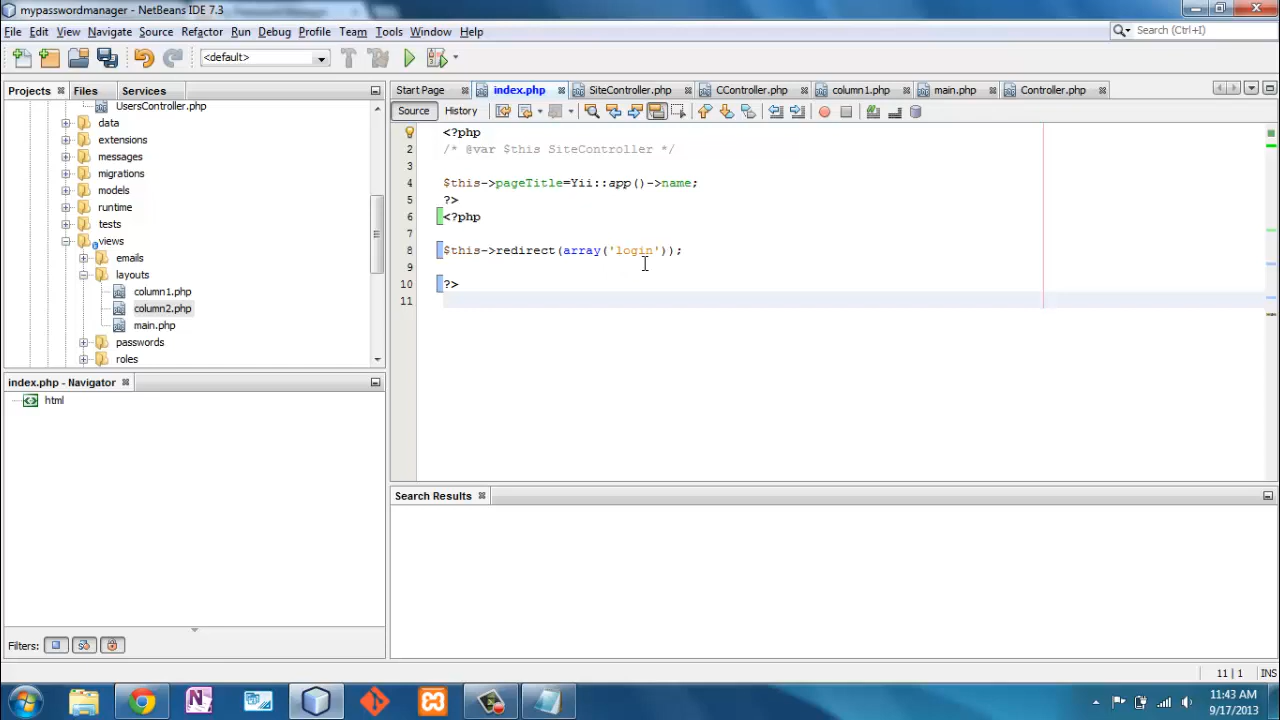 mypasswordmanager - NetBeans IDE 7.3
File Edit View Navigate Source Refactor Run Debug Profile Team Tools Window Help
Search (Ctrl+I)
<default>
Projects Files Services
Start Page index.php SiteController.php CController.php column1.php main.php Controller.php
Source History
UsersController.php
data
extensions
messages
migrations
models
runtime
tests
views
emails
layouts
column1.php
column2.php
main.php
passwords
roles
<?php
2 /* @var $this SiteController */
3
4 $this->pageTitle=Yii::app()->name;
5 ?>
6 <?php
7
8 $this->redirect(array('login'));
9
10 ?>
11
index.php - Navigator
html
Search Results
Filters:
11 | 1 INS
11:43 AM
9/17/2013